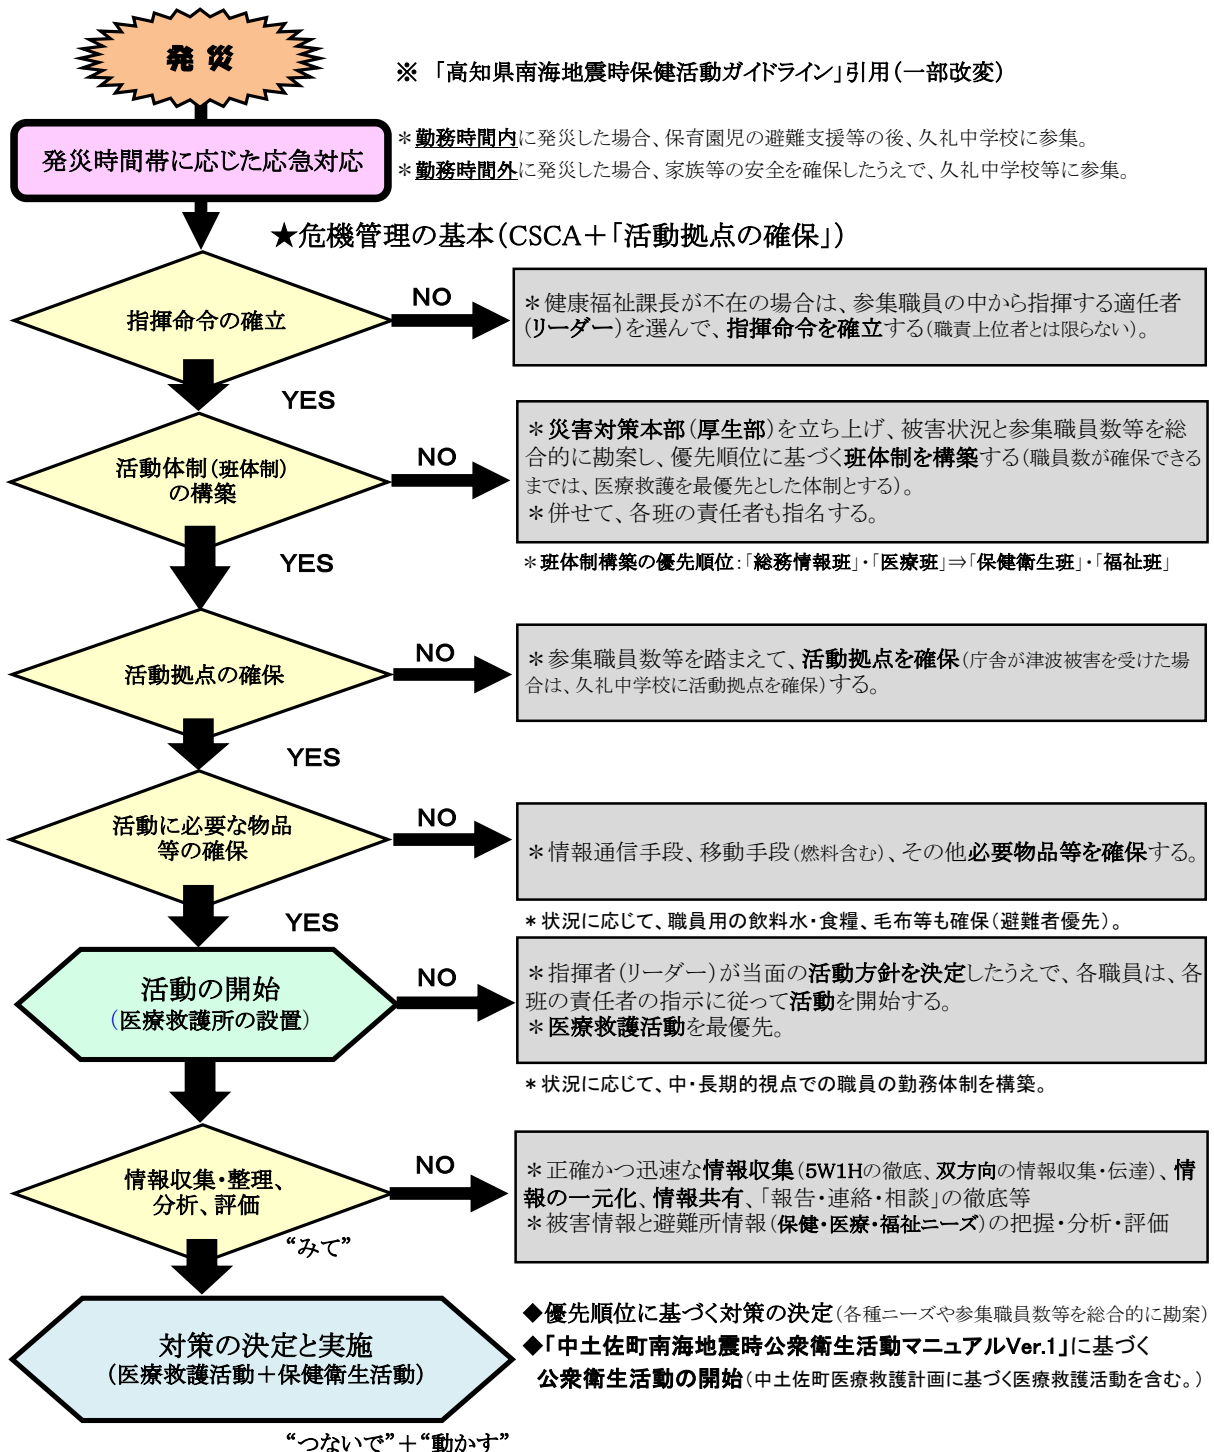 発 災
※ 「高知県南海地震時保健活動ガイドライン」引用(一部改変)
発災時間帯に応じた応急対応
＊勤務時間内に発災した場合、保育園児の避難支援等の後、久礼中学校に参集。
＊勤務時間外に発災した場合、家族等の安全を確保したうえで、久礼中学校等に参集。
★危機管理の基本(CSCA＋「活動拠点の確保」)
指揮命令の確立
NO
＊健康福祉課長が不在の場合は、参集職員の中から指揮する適任者
(リーダー)を選んで、指揮命令を確立する(職責上位者とは限らない)。
YES
活動体制(班体制)
の構築
NO
＊災害対策本部(厚生部)を立ち上げ、被害状況と参集職員数等を総
合的に勘案し、優先順位に基づく班体制を構築する(職員数が確保できる
までは、医療救護を最優先とした体制とする)。
＊併せて、各班の責任者も指名する。
YES
＊班体制構築の優先順位:「総務情報班」・「医療班」⇒「保健衛生班」・「福祉班」
活動拠点の確保
NO
＊参集職員数等を踏まえて、活動拠点を確保(庁舎が津波被害を受けた場
合は、久礼中学校に活動拠点を確保)する。
YES
活動に必要な物品
等の確保
NO
＊情報通信手段、移動手段(燃料含む)、その他必要物品等を確保する。
YES
＊状況に応じて、職員用の飲料水・食糧、毛布等も確保(避難者優先)。
活動の開始
(医療救護所の設置)
NO
＊指揮者(リーダー)が当面の活動方針を決定したうえで、各職員は、各
班の責任者の指示に従って活動を開始する。
＊医療救護活動を最優先。
＊状況に応じて、中・長期的視点での職員の勤務体制を構築。
情報収集・整理、
分析、評価
NO
＊正確かつ迅速な情報収集(5W1Hの徹底、双方向の情報収集・伝達)、情
報の一元化、情報共有、「報告・連絡・相談」の徹底等
＊被害情報と避難所情報(保健・医療・福祉ニーズ)の把握・分析・評価
“みて”
対策の決定と実施
(医療救護活動＋保健衛生活動)
◆優先順位に基づく対策の決定(各種ニーズや参集職員数等を総合的に勘案)
◆「中土佐町南海地震時公衆衛生活動マニュアルVer.1」に基づく
公衆衛生活動の開始(中土佐町医療救護計画に基づく医療救護活動を含む。)
“つないで”＋“動かす”